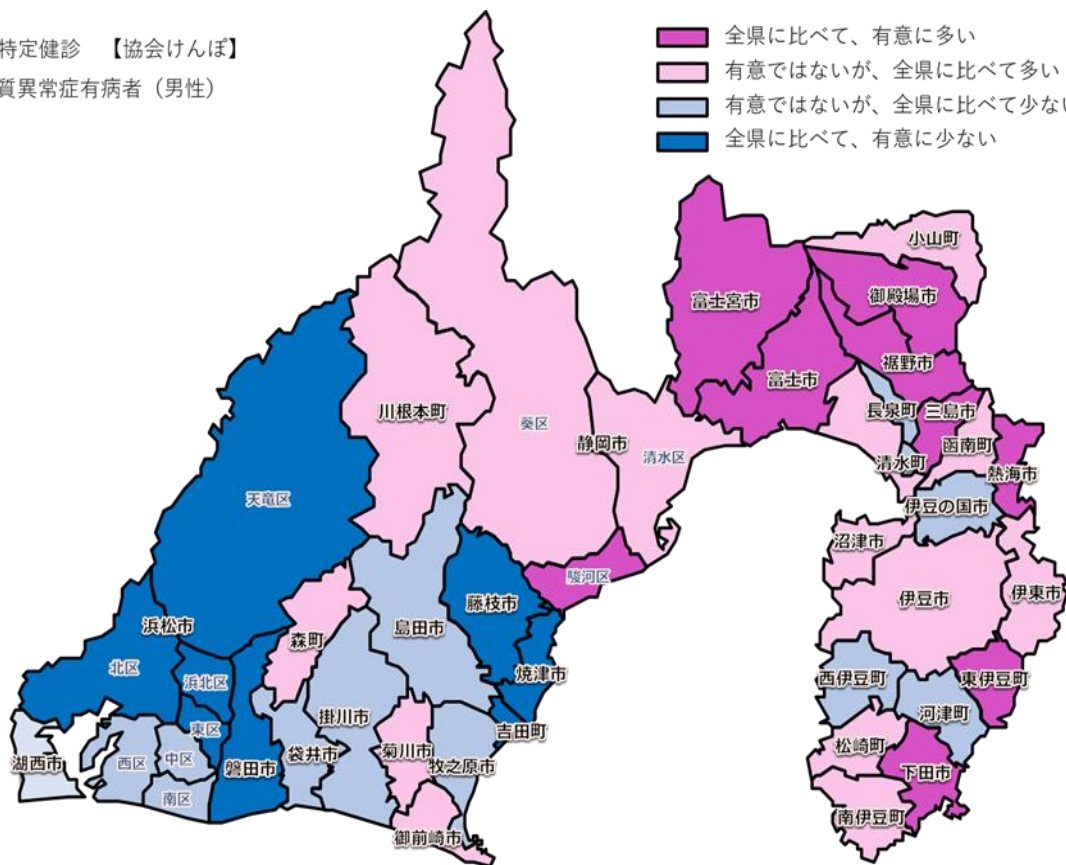 特定健診 【協会けんぽ】
質異常症有病者（男性）
全県に比べて、有意に多い
有意ではないが、全県に比べて多い
有意ではないが、全県に比べて少ない
全県に比べて、有意に少ない
小山町
富士宮市
御殿場市
裾野市
富士市
長泉町
三島市
川根本町
葵区
静岡市
清水区
函南町
清水町
熱海市
天竜区
伊豆の国市
沼津市
駿河区
伊豆市
伊東市
藤枝市
浜松市
島田市
森町
北区
浜北区
焼津市
西伊豆町
東伊豆町
河津町
掛川市
東区
吉田町
袋井市
菊川市
松崎町
湖西市
西区
中区
磐田市
牧之原市
下田市
南区
南伊豆町
御前崎市